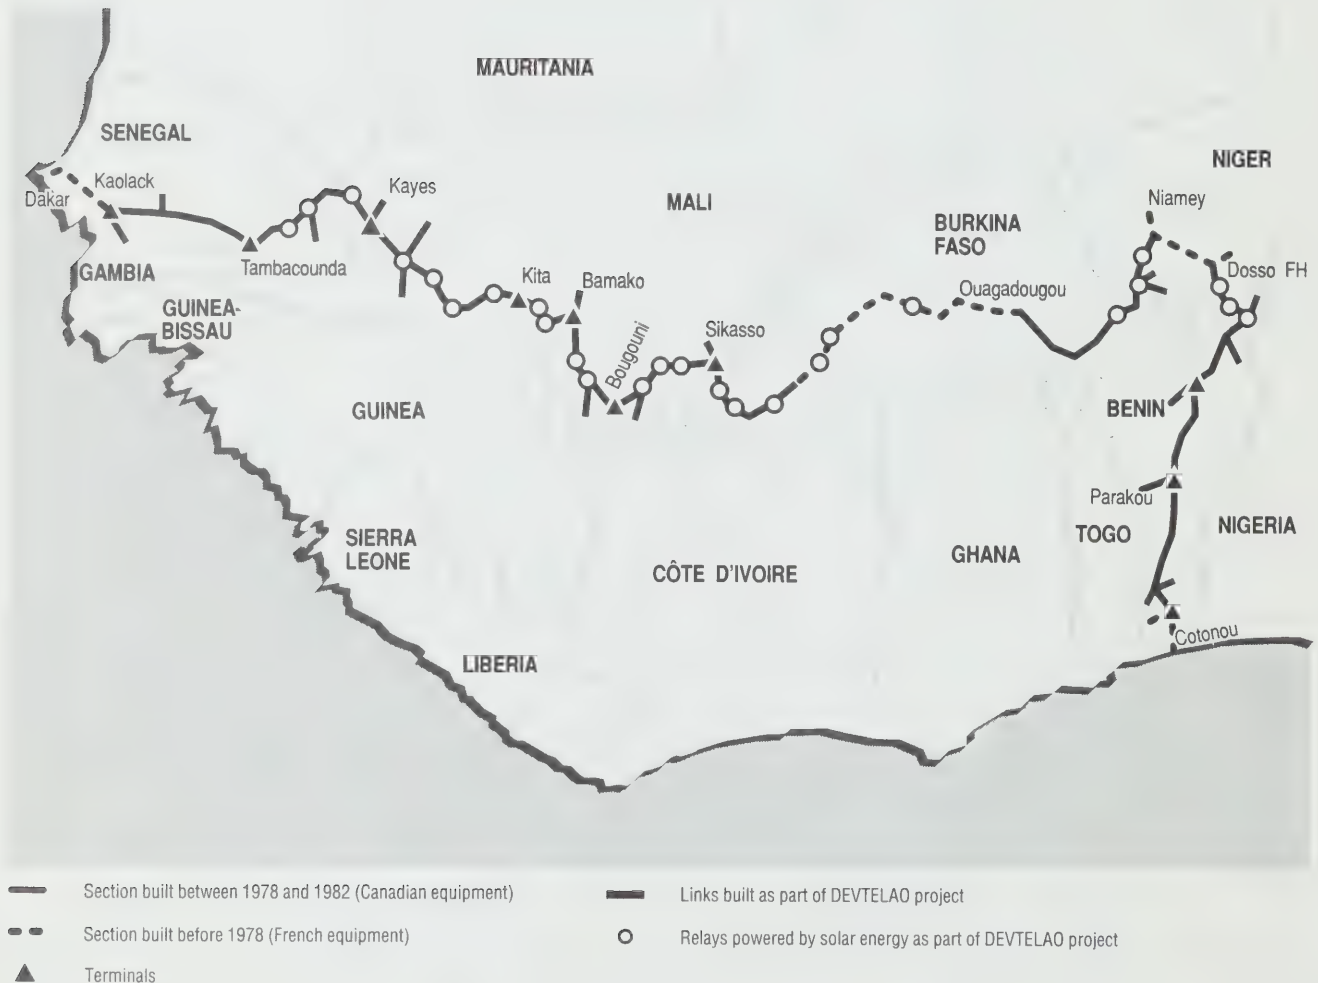 MAURITANIA
SENEGAL
NIGER
Kaolack
Kayes
Dakar
MALI
Niamey
BURKINA
FASO
GAMBIA
Tambacounda
Kita
Bamako
Dosso FH
Ouagadougou
GUINEA-
BISSAU
Bougouni
Sikasso
GUINEA
BENIN
Parakou
SIERRA
LEONE
TOGO
NIGERIA
GHANA
CÔTE D'IVOIRE
Cotonou
LIBERIA
Section built between 1978 and 1982 (Canadian equipment)
Links built as part of DEVTELAO project
Section built before 1978 (French equipment)
Relays powered by solar energy as part of DEVTELAO project
Terminals